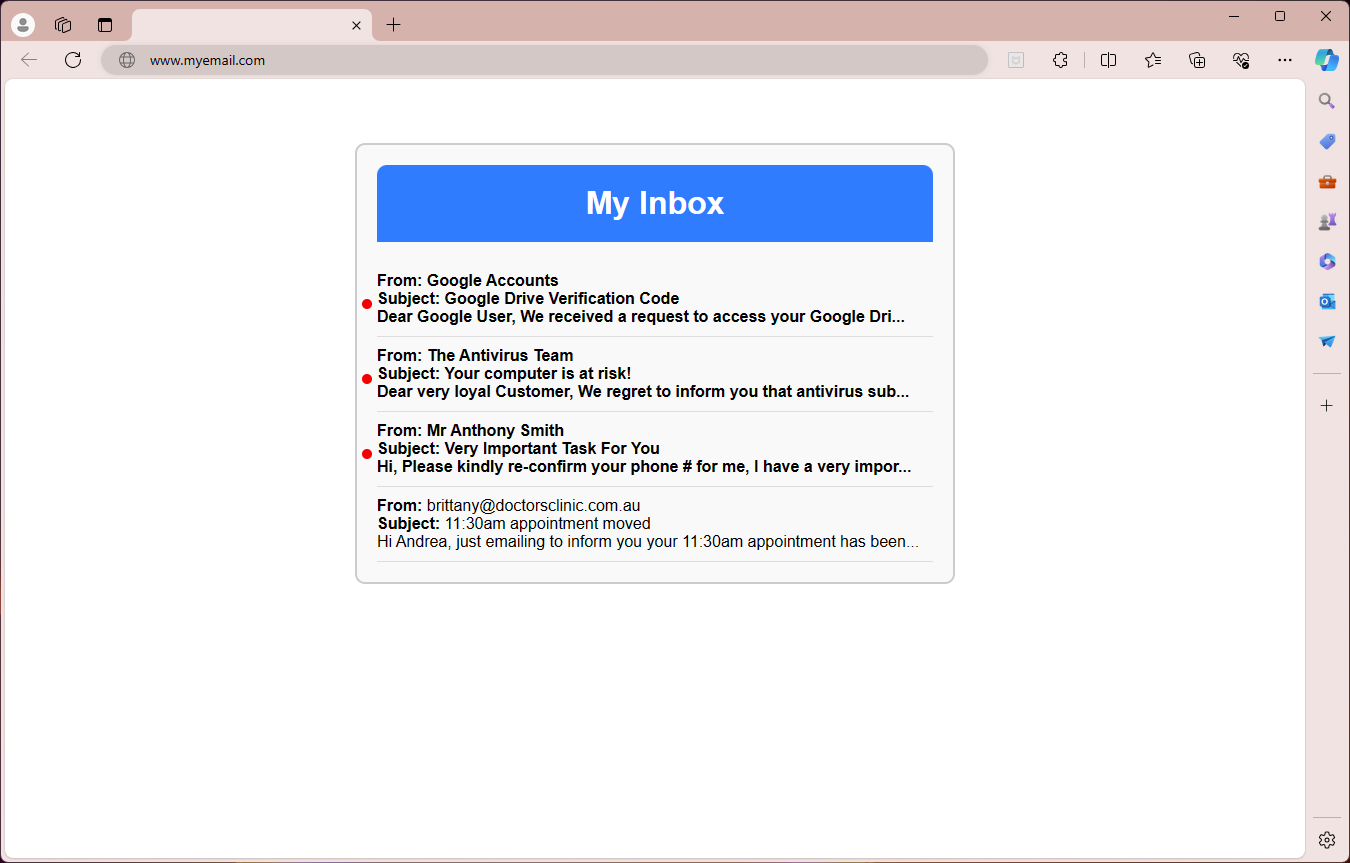 www.myemail.com
My Inbox
From: Google Accounts
Subject: Google Drive Verification Code
Dear Google User, We received a request to access your Google Dri...
From: The Antivirus Team
Subject: Your computer is at risk!
Dear very loyal Customer, We regret to inform you that antivirus sub...
From: Mr Anthony Smith
Subject: Very Important Task For You
Hi, Please kindly re-confirm your phone # for me, I have a very impor...
From: brittany@doctorsclinic.com.au
Subject: 11:30am appointment moved
Hi Andrea, just emailing to inform you your 11:30am appointment has been...